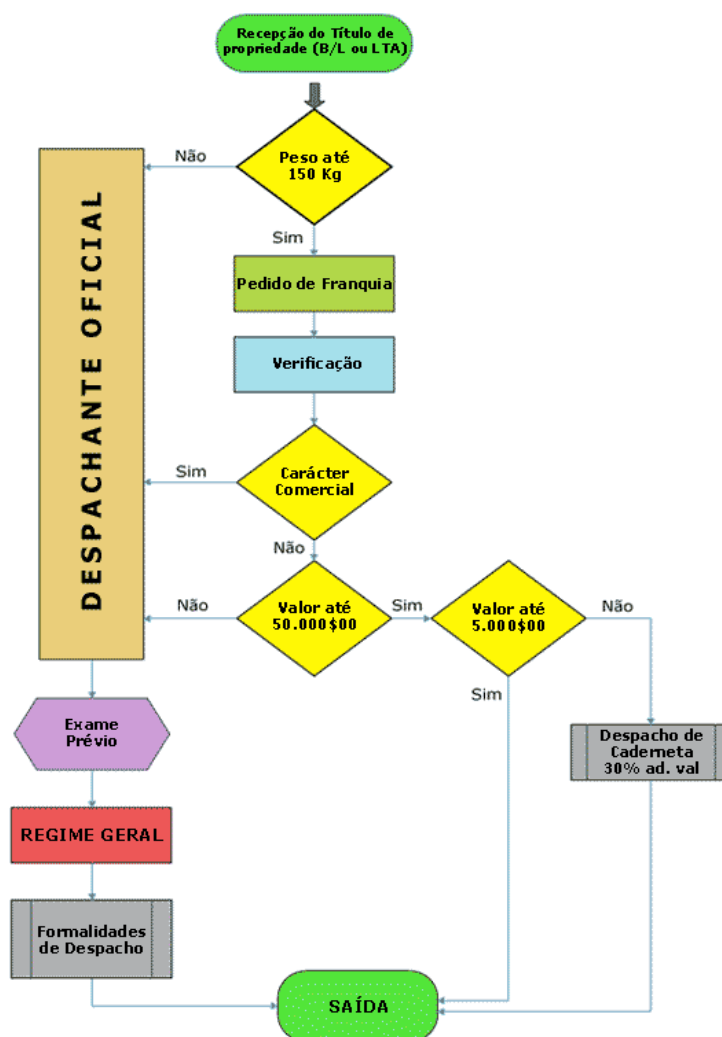 Recepção do Título de
propriedade (B/L ou LTA)
Não
Peso até
150 Kg
Sim
Pedido de Franquia
Verificação
DESPACHANTE OFICIAL
Sim
Carácter
Comercial
Não
Não
Valor até
50.000$00
Sim
Valor até
5.000$00
Não
Sim
Exame
Prévio
Despacho de
Caderneta
30% ad. val
REGIME GERAL
Formalidades
de Despacho
SAÍDA